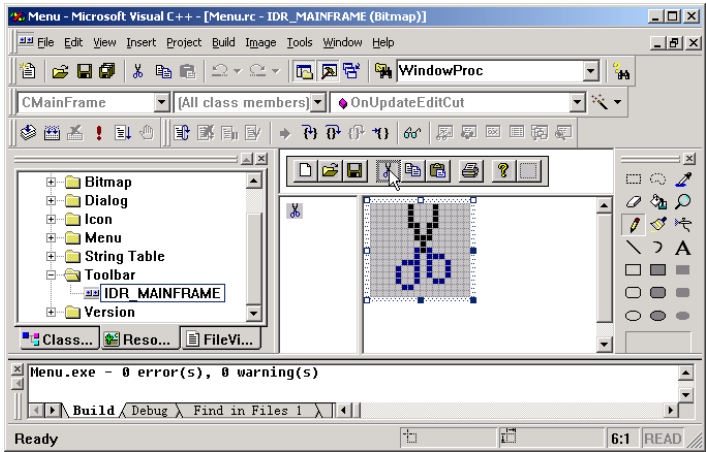 Menu - Microsoft Visual C++ - [Menu.rc - IDR_MAINFRAME (Bitmap)]
File Edit View Insert Project Build Image Tools Window Help
WindowProc
CMainFrame [All class members] OnUpdateEditCut
Bitmap
Dialog
Icon
Menu
String Table
Toolbar
IDR_MAINFRAME
Version
A
Class... Reso... FileVi...
Menu.exe - 0 error(s), 0 warning(s)
Build Debug Find in Files 1
Ready 6:1 READ